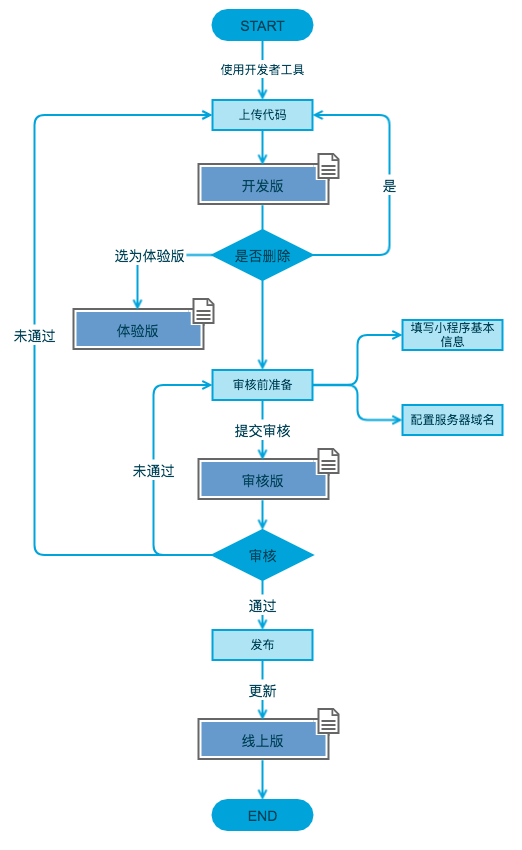 START
使用开发者工具
上传代码
开发版
是
选为体验版
是否删除
体验版
未通过
填写小程序基本
信息
审核前准备
配置服务器域名
提交审核
未通过
审核版
审核
通过
发布
更新
线上版
END